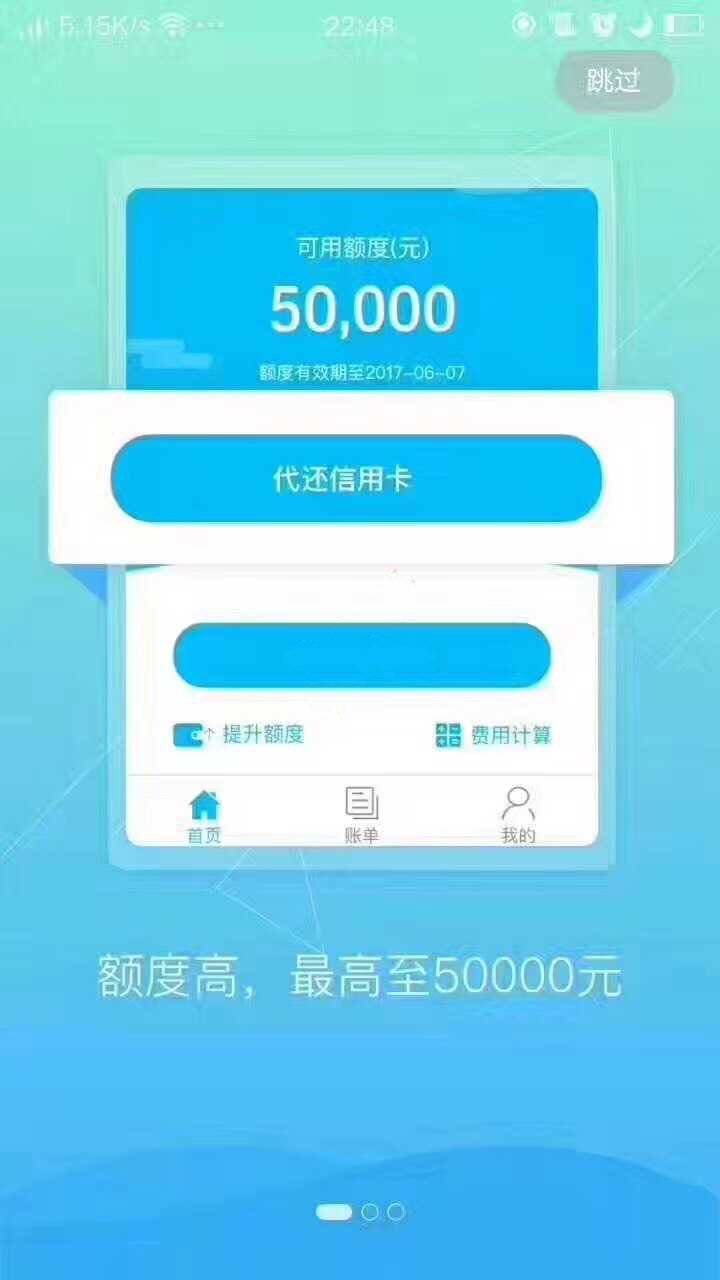 5.15K/s 22:48
跳过
可用额度(元)
50,000
额度有效期至2017-06-07
代还信用卡
提升额度 费用计算
首页 账单 我的
额度高，最高至50000元